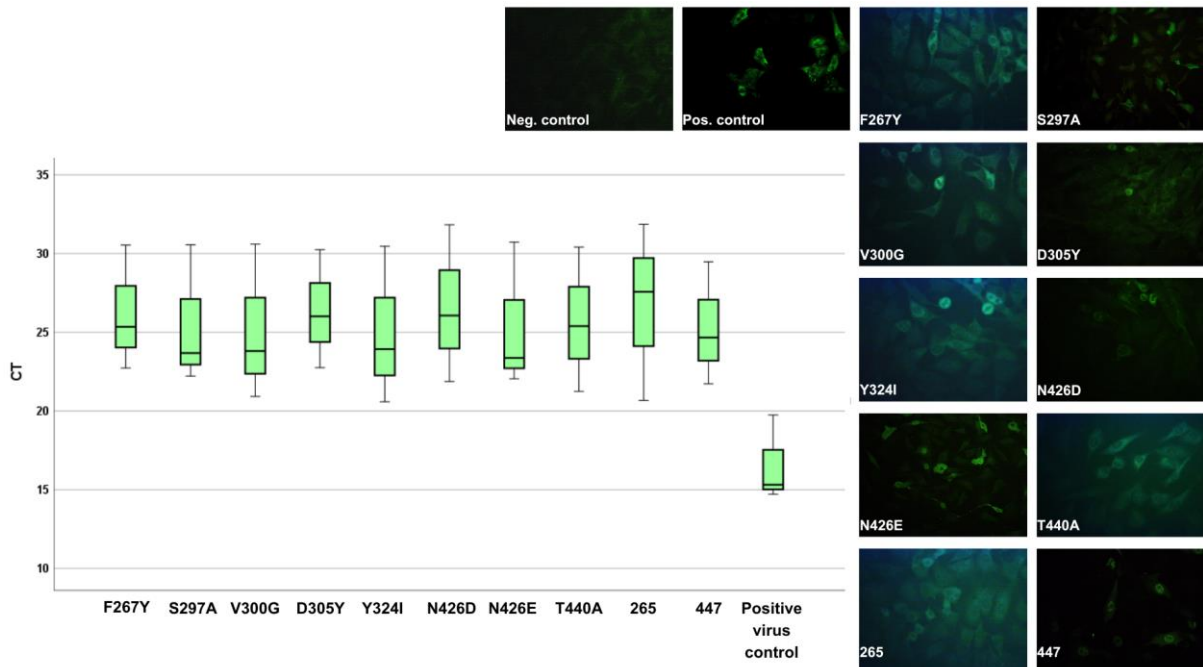 Neg. control
Pos. control
F267Y
S297A
V300G
D305Y
Y324I
N426D
N426E
T440A
265
447
CT
35
30
25
20
15
10
F267Y S297A V300G D305Y Y324I N426D N426E T440A 265 447 Positive
virus
control